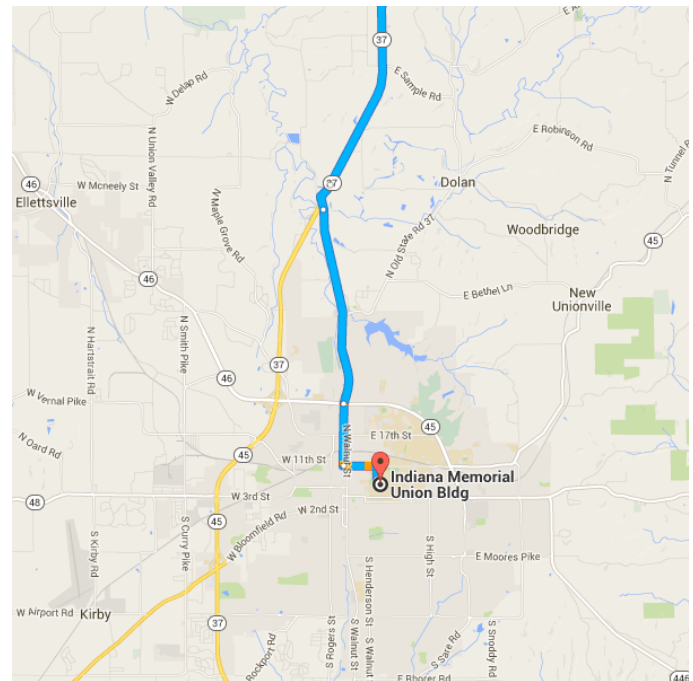 37
E Sample Rd
W Delap Rd
E Robinson Rd
N Union Valley Rd
46
W Mcneely St
Ellettsville
37
Dolan
N Maple Grove Rd
N Old State Rd 37
Woodbridge
45
46
E Bethel Ln
New
Unionville
N Hartstrait Rd
N Smith Pike
37
46
W Vernal Pike
N Walnut St
45
E 17th St
N Oard Rd
45
W 11th St
Indiana Memorial
Union Bldg
48
W 3rd St
W 2nd St
45
S Kirby Rd
S Curry Pike
W Bloomfield Rd
S High St
E Moores Pike
S Henderson St
W Airport Rd
Kirby
37
Rockport Rd
S Rogers St
S Walnut St
S Walnut
S Sare Rd
S Smoddy Rd
E Rhorer Rd
446